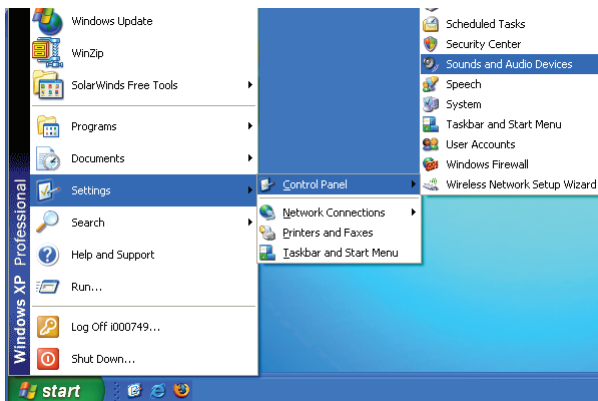 Windows Update
WinZip
SolarWinds Free Tools
Programs
Documents
Settings
Search
Help and Support
Run...
Log Off i000749...
Shut Down...
Windows XP Professional
start
Control Panel
Network Connections
Printers and Faxes
Taskbar and Start Menu
Scheduled Tasks
Security Center
Sounds and Audio Devices
Speech
System
Taskbar and Start Menu
User Accounts
Windows Firewall
Wireless Network Setup Wizard